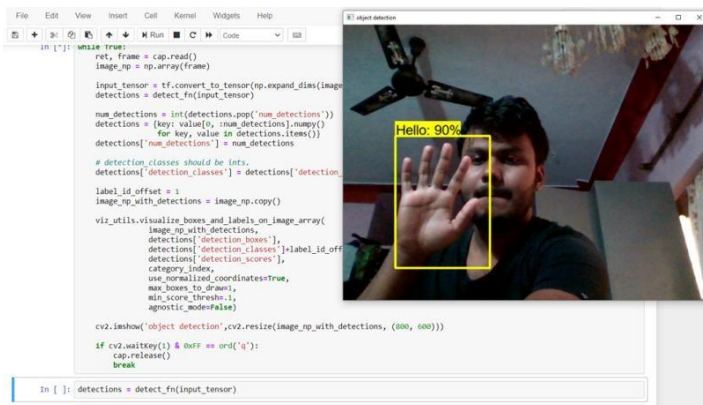 File Edit View Insert Cell Kernel Widgets Help
Run Code
In [*]: while True:
ret, frame = cap.read()
image_np = np.array(frame)
input_tensor = tf.convert_to_tensor(np.expand_dims(image
detections = detect_fn(input_tensor)
num_detections = int(detections.pop('num_detections'))
detections = {key: value[0, :num_detections].numpy()
for key, value in detections.items()}
detections['num_detections'] = num_detections
# detection_classes should be ints.
detections['detection_classes'] = detections['detection_
label_id_offset = 1
image_np_with_detections = image_np.copy()
viz_utils.visualize_boxes_and_labels_on_image_array(
image_np_with_detections,
detections['detection_boxes'],
detections['detection_classes']+label_id_off
detections['detection_scores'],
category_index,
use_normalized_coordinates=True,
max_boxes_to_draw=1,
min_score_thresh=.1,
agnostic_mode=False)
cv2.imshow('object detection',cv2.resize(image_np_with_detections, (800, 600)))
if cv2.waitKey(1) & 0xFF == ord('q'):
cap.release()
break
In [ ]: detections = detect_fn(input_tensor)
object detection
Hello: 90%